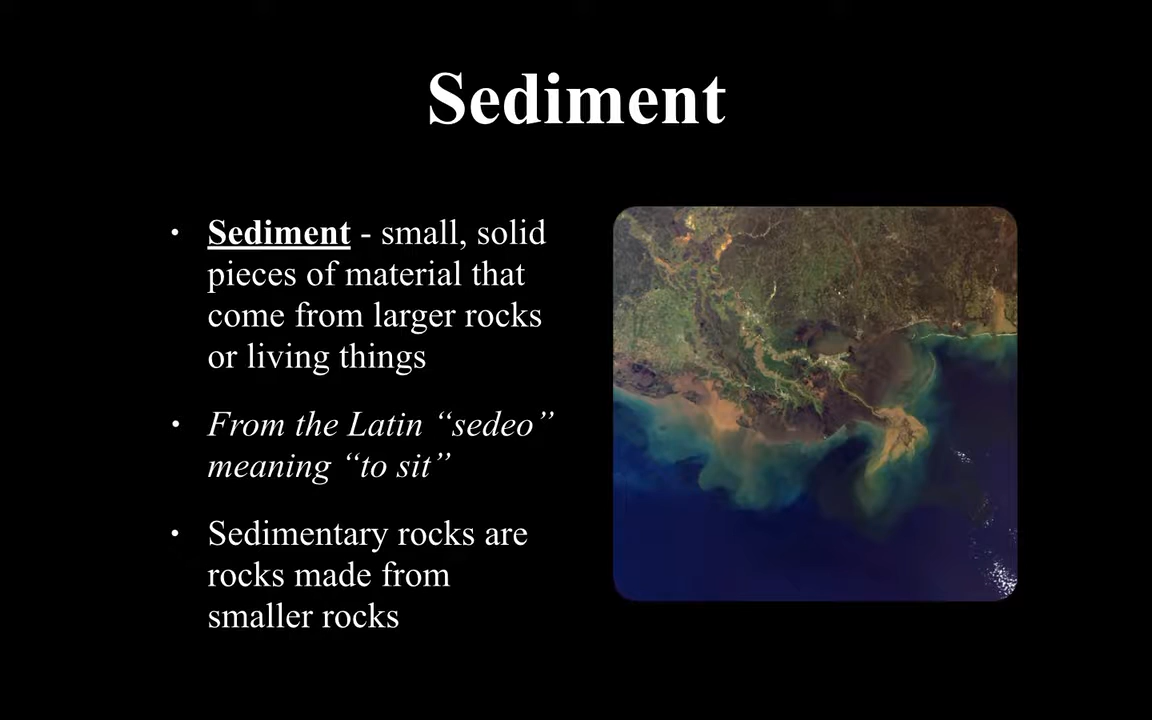 Sediment
• Sediment - small, solid
pieces of material that
come from larger rocks
or living things
• From the Latin “sedeo”
meaning “to sit”
• Sedimentary rocks are
rocks made from
smaller rocks